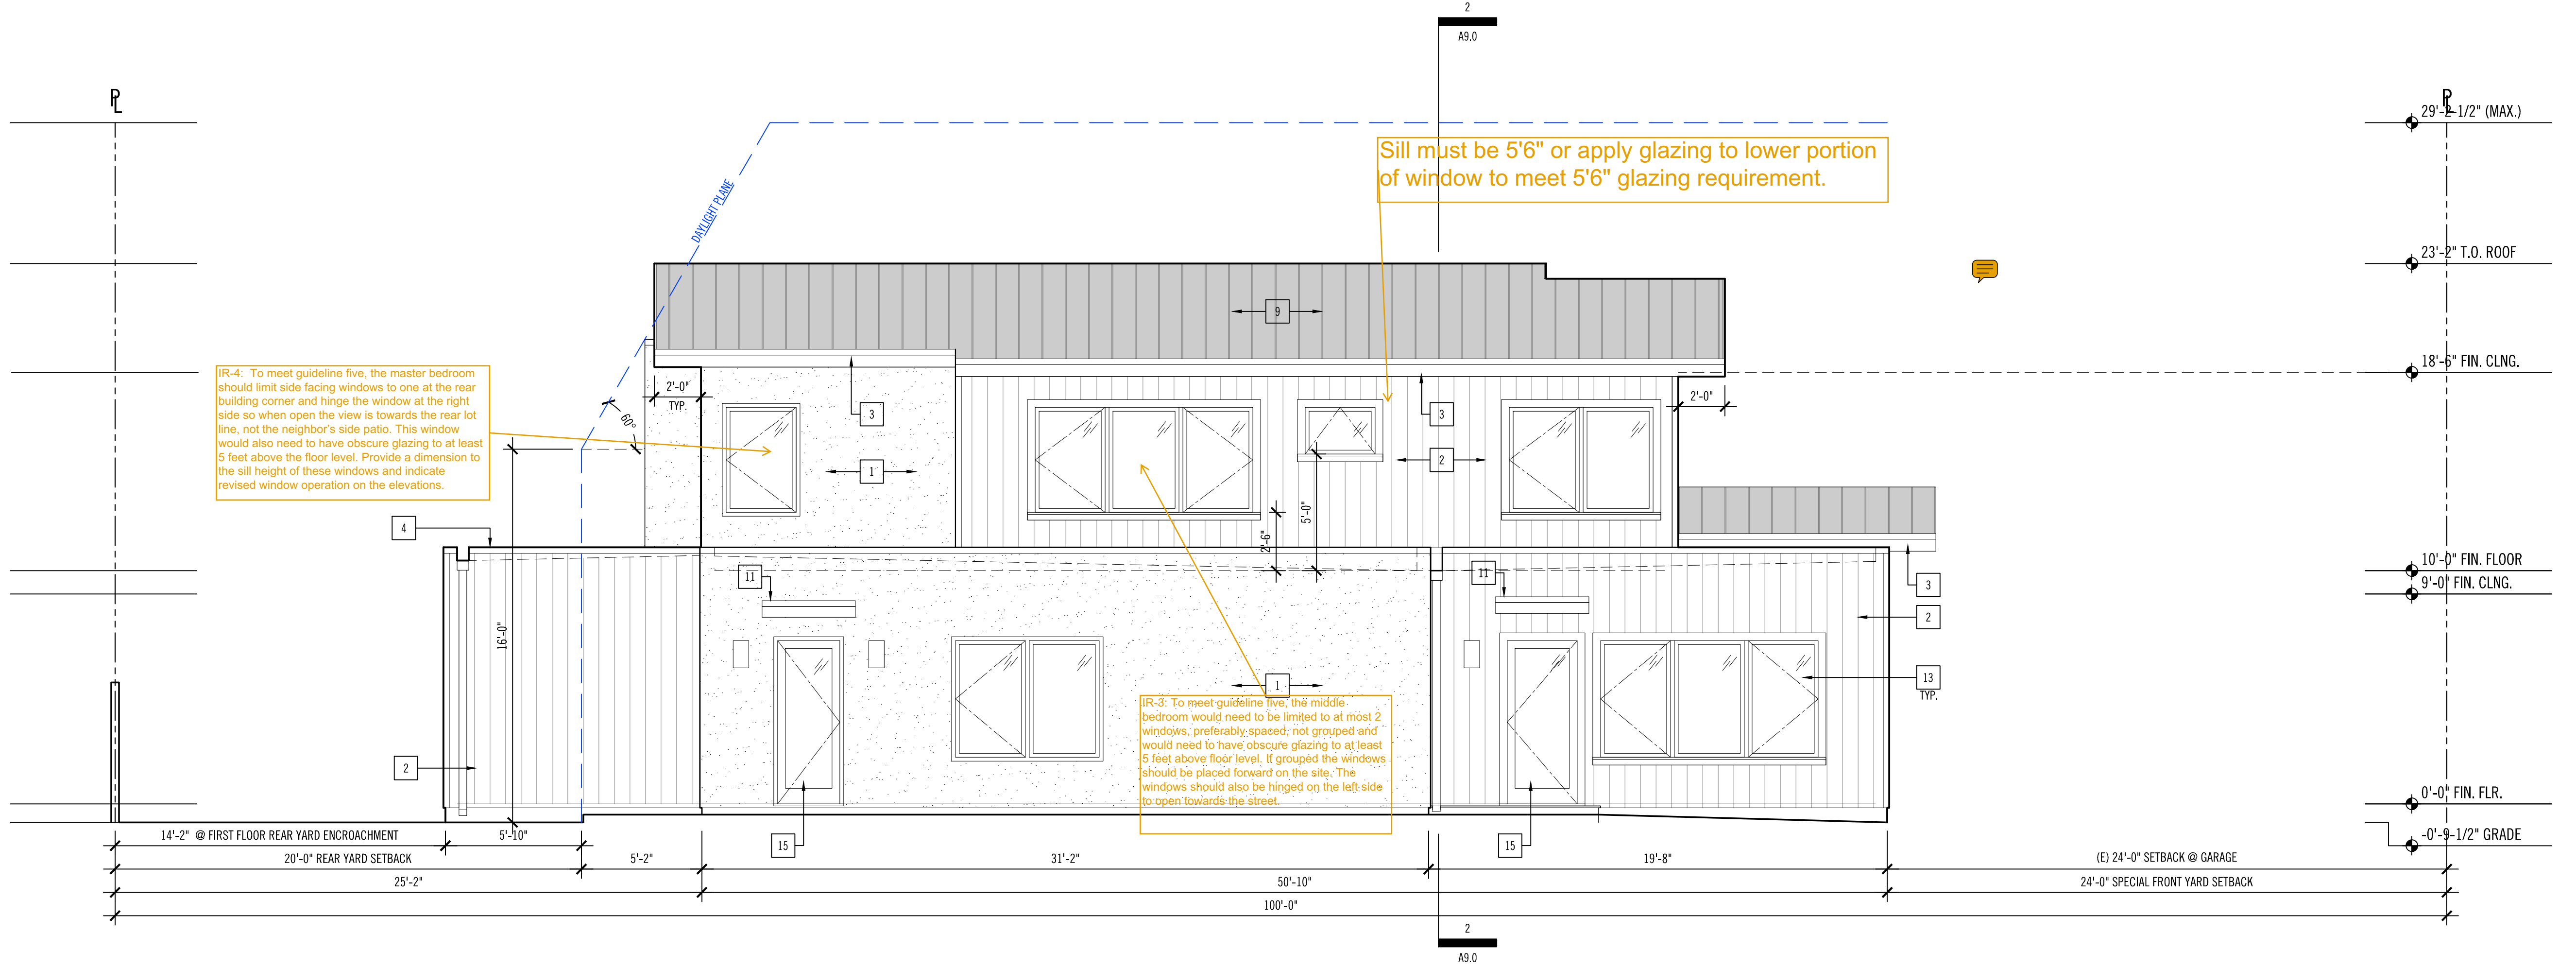 2
A9.0
PL
PL
29'-2-1/2" (MAX.)
Sill must be 5'6" or apply glazing to lower portion
of window to meet 5'6" glazing requirement.
DAYLIGHT PLANE
23'-2" T.O. ROOF
9
18'-6" FIN. CLNG.
IR-4: To meet guideline five, the master bedroom
should limit side facing windows to one at the rear
building corner and hinge the window at the right
side so when open the view is towards the rear lot
line, not the neighbor's side patio. This window
would also need to have obscure glazing to at least
5 feet above the floor level. Provide a dimension to
the sill height of these windows and indicate
revised window operation on the elevations.
60°
2'-0"
TYP.
3
3
2'-0"
1
2
4
5'-0"
2'-6"
10'-0" FIN. FLOOR
9'-0" FIN. CLNG.
11
11
3
2
16'-0"
1
13
TYP.
IR-3: To meet guideline five, the middle
bedroom would need to be limited to at most 2
windows, preferably spaced, not grouped and
would need to have obscure glazing to at least
5 feet above floor level. If grouped the windows
should be placed forward on the site. The
windows should also be hinged on the left side
to open towards the street.
2
0'-0" FIN. FLR.
-0'-9-1/2" GRADE
15
15
14'-2" @ FIRST FLOOR REAR YARD ENCROACHMENT
5'-10"
20'-0" REAR YARD SETBACK
5'-2"
31'-2"
19'-8"
(E) 24'-0" SETBACK @ GARAGE
25'-2"
50'-10"
24'-0" SPECIAL FRONT YARD SETBACK
100'-0"
2
A9.0